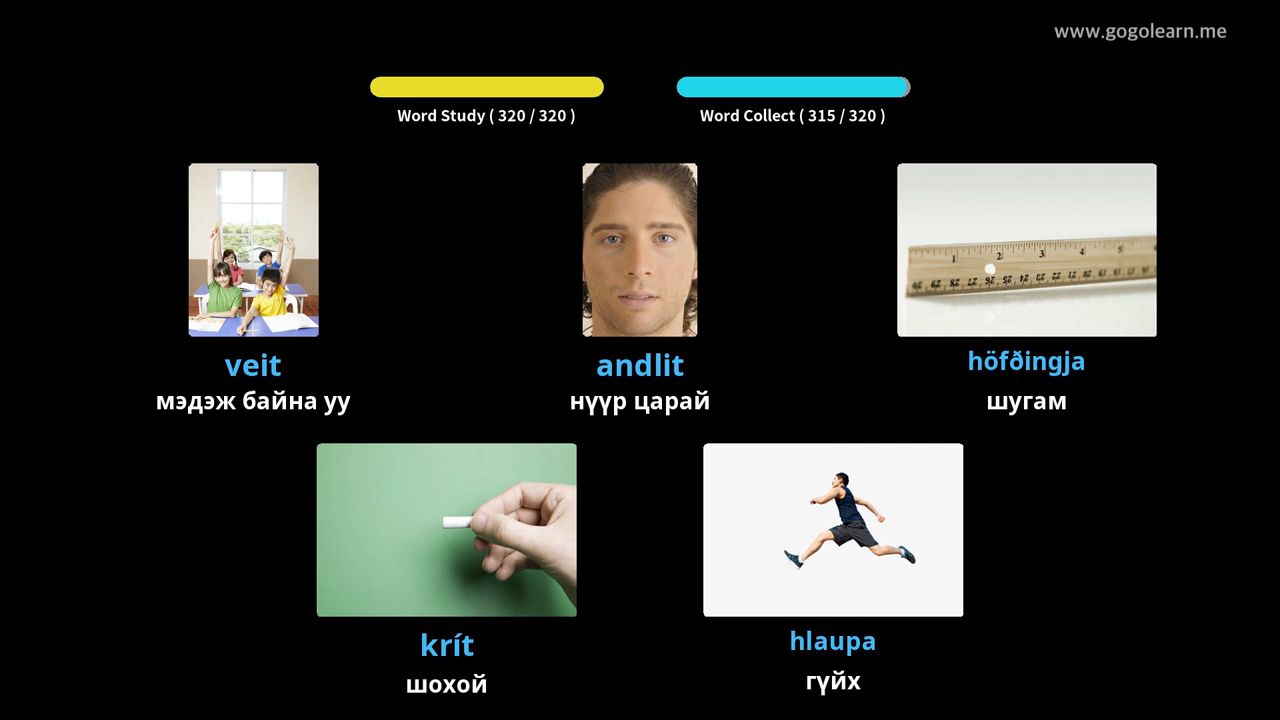 www.gogolearn.me
Word Study ( 320 / 320 )
Word Collect ( 315 / 320 )
veit
мэдэж байна уу
andlit
нүүр царай
höfðingja
шугам
krít
шохой
hlaupa
гүйх